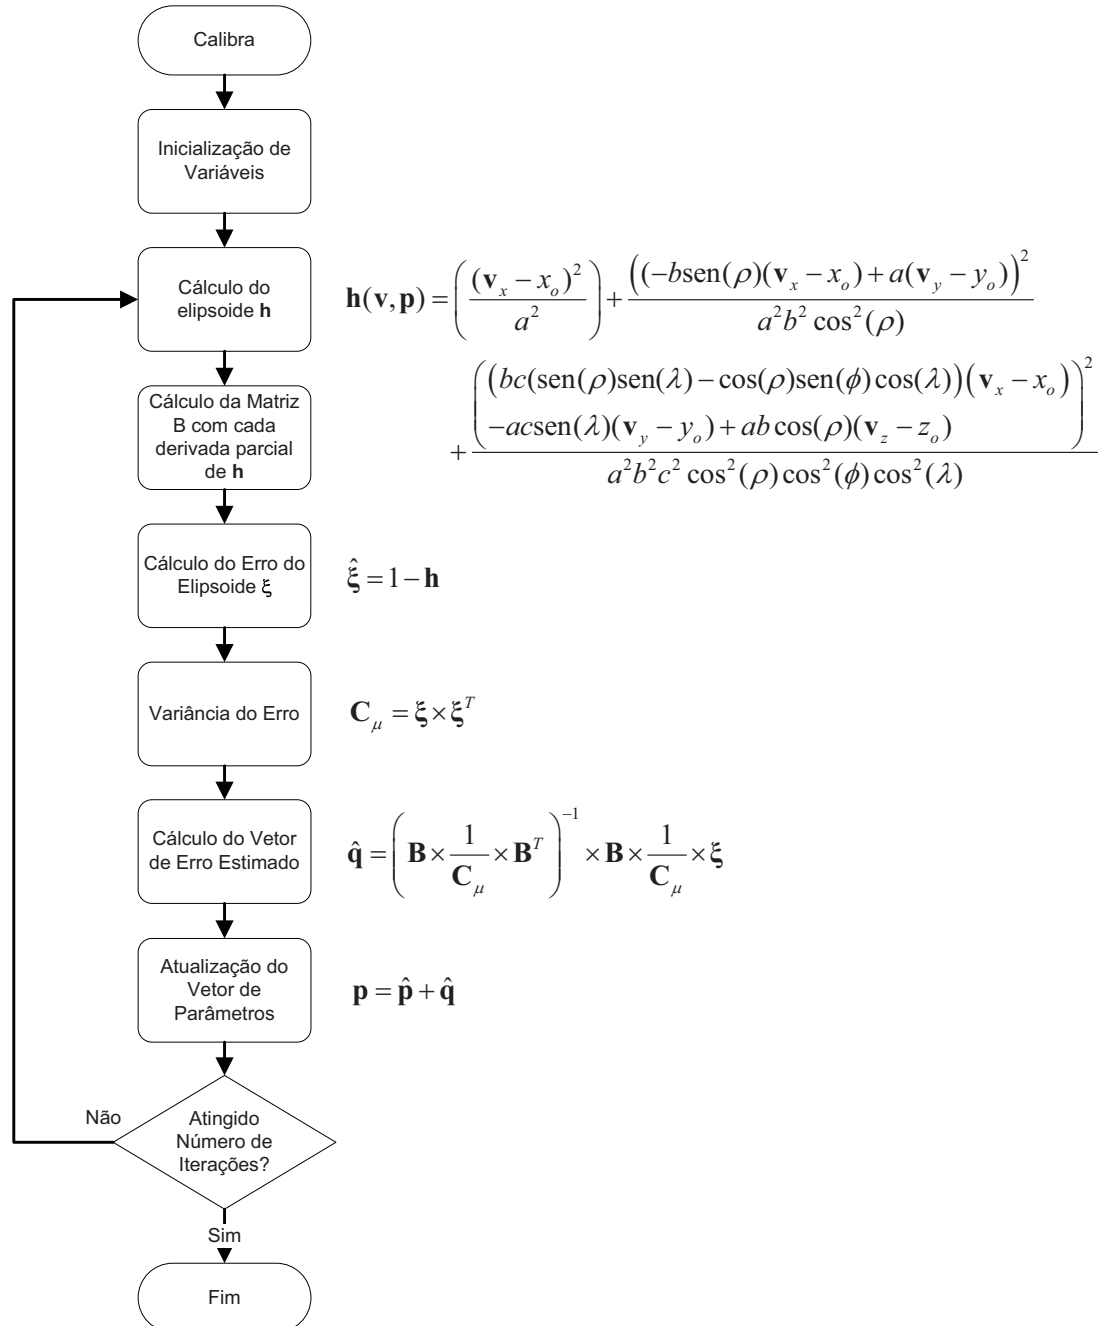 Calibra
Inicialização de
Variáveis
Cálculo do
elipsoide h
h(v, p) = ( (v_x − x_o)² / a² ) + ( (−bsen(ρ)(v_x − x_o) + a(v_y − y_o) ) )² / a²b² cos²(ρ)
+ ( ( bc(sen(ρ)sen(λ) − cos(ρ)sen(ϕ)cos(λ) ) ) ( v_x − x_o )
−acsen(λ)(v_y − y_o) + ab cos(ρ)(v_z − z_o) )² / a²b²c² cos²(ρ)cos²(ϕ)cos²(λ)
Cálculo da Matriz
B com cada
derivada parcial
de h
Cálculo do Erro do
Elipsoide ξ
ξ̂ = 1 − h
Variância do Erro
C_μ = ξ × ξ^T
Cálculo do Vetor
de Erro Estimado
q̂ = ( B × 1/C_μ × B^T )^−1 × B × 1/C_μ × ξ
Atualização do
Vetor de
Parâmetros
p = p̂ + q̂
Não
Atingido
Número de
Iterações?
Sim
Fim